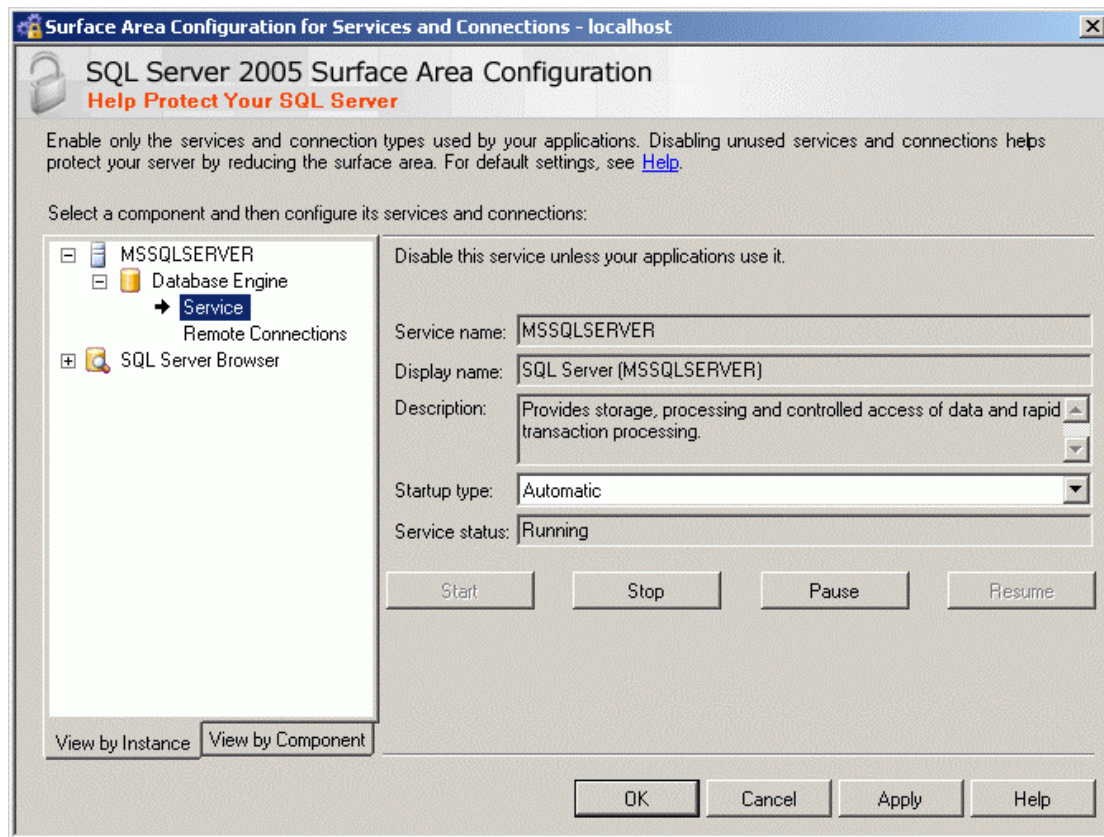 Surface Area Configuration for Services and Connections - localhost
SQL Server 2005 Surface Area Configuration
Help Protect Your SQL Server
Enable only the services and connection types used by your applications. Disabling unused services and connections helps
protect your server by reducing the surface area. For default settings, see Help.
Select a component and then configure its services and connections:
MSSQLSERVER
Database Engine
Service
Remote Connections
SQL Server Browser
View by Instance
View by Component
Disable this service unless your applications use it.
Service name: MSSQLSERVER
Display name: SQL Server (MSSQLSERVER)
Description: Provides storage, processing and controlled access of data and rapid
transaction processing.
Startup type: Automatic
Service status: Running
Start Stop Pause Resume
OK Cancel Apply Help